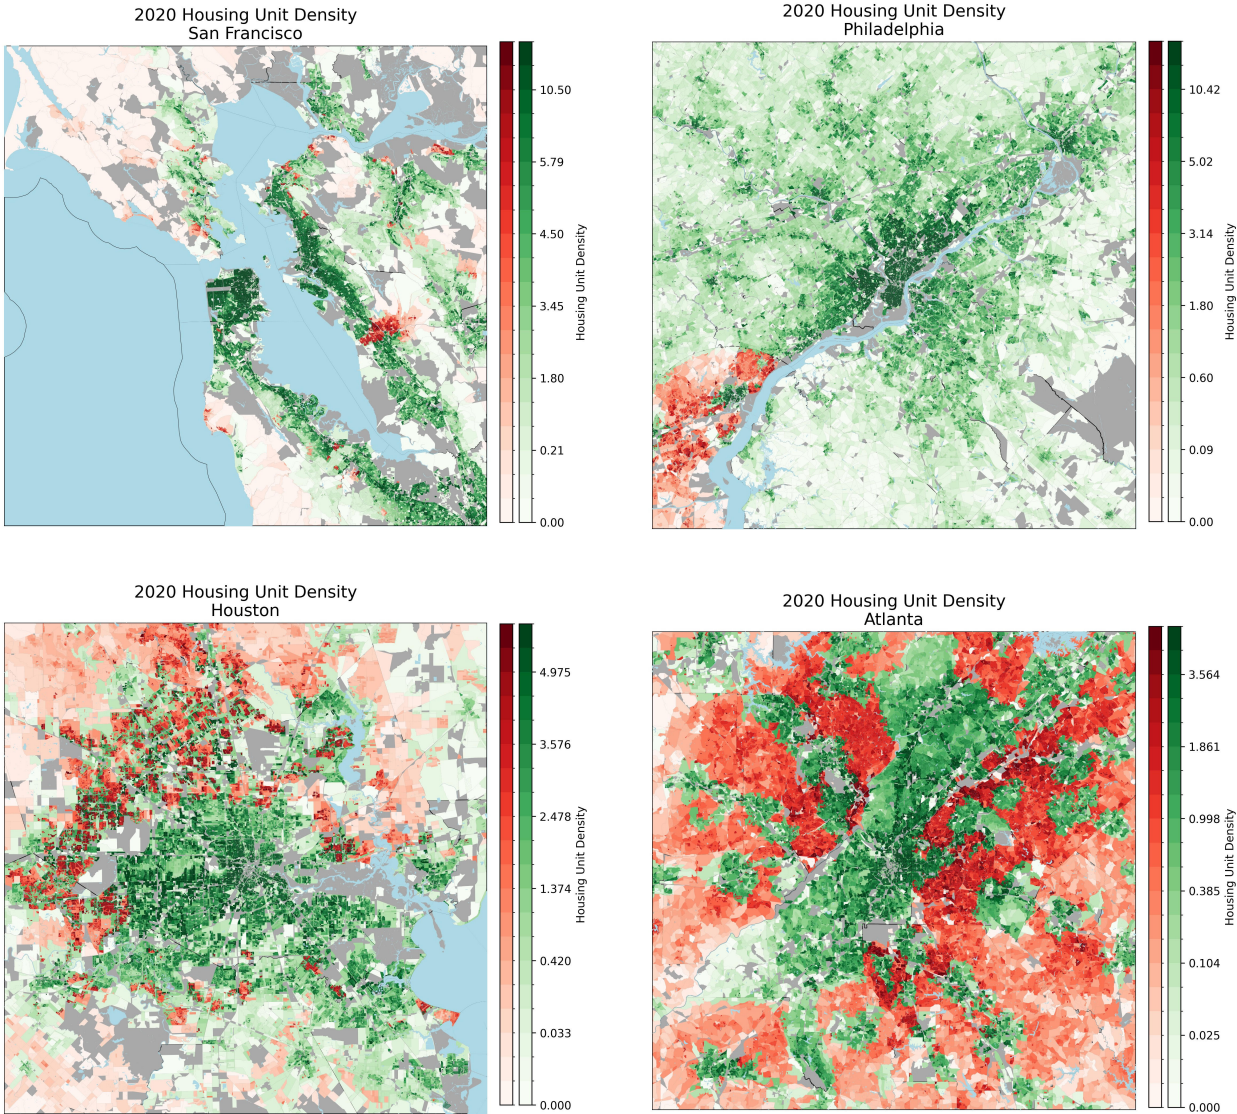 2020 Housing Unit Density
San Francisco
10.50
5.79
4.50
3.45
1.80
0.21
0.00
Housing Unit Density
2020 Housing Unit Density
Philadelphia
10.42
5.02
3.14
1.80
0.60
0.09
0.00
Housing Unit Density
2020 Housing Unit Density
Houston
4.975
3.576
2.478
1.374
0.420
0.033
0.000
Housing Unit Density
2020 Housing Unit Density
Atlanta
3.564
1.861
0.998
0.385
0.104
0.025
0.000
Housing Unit Density